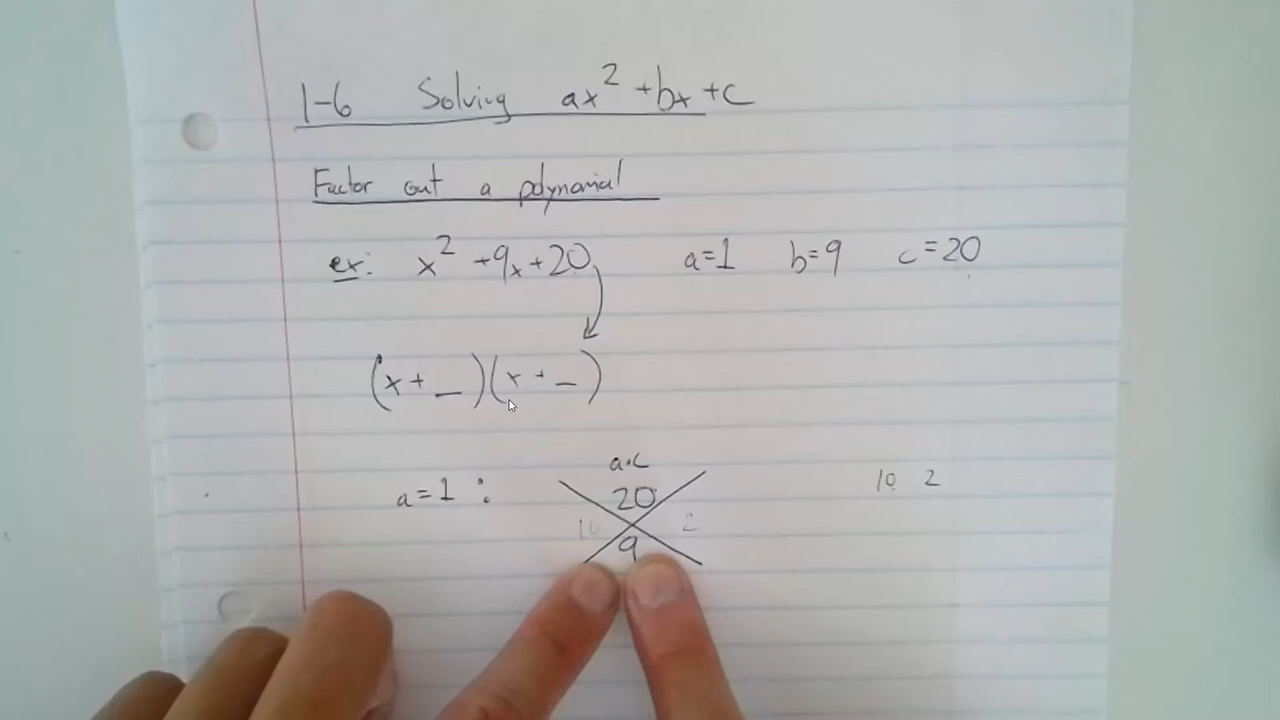 1-6 Solving ax² + bx + c
Factor out a polynomial
ex: x² + 9x + 20 a=1 b=9 c=20
(x + _)(x + _)
a·c
a=1 : 20 10 2
10 2
9